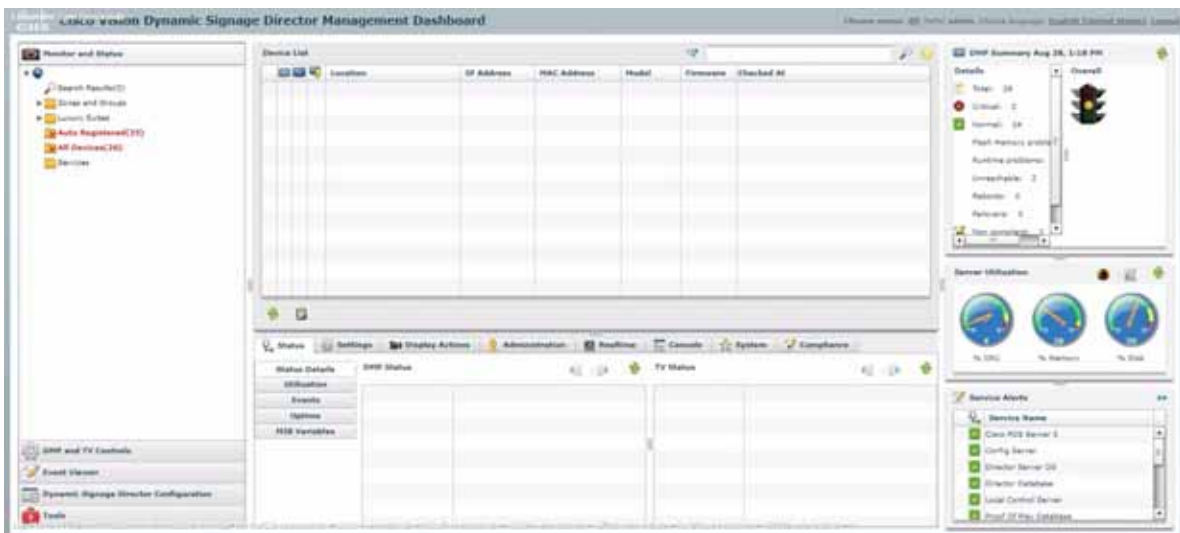 Cisco Vision Dynamic Signage Director Management Dashboard
Monitor and Status
Search Results(0)
Zones and Groups
Luxury Suites
Auto Registered(35)
All Devices(36)
Services
DMP and TV Controls
Event Viewer
Dynamic Signage Director Configuration
Tools
Device List
Location
IP Address
MAC Address
Model
Firmware
Checked At
Status
Settings
Display Actions
Administration
Realtime
Console
System
Compliance
Status Details
Utilization
Events
Uptime
MIB Variables
DMP Status
TV Status
DMP Summary Aug 28, 1:18 PM
Details
Overall
Total:
Critical: 2
Normal:
Flash Memory proble
Runtime problems:
Unreachable: 2
Reboots: 0
Failovers: 0
Non compliant:
Server Utilization
% CPU
% Memory
% Disk
Service Alerts
Service Name
Config Server
Director Server OS
Director Database
Local Control Server
Proof Of Play Database